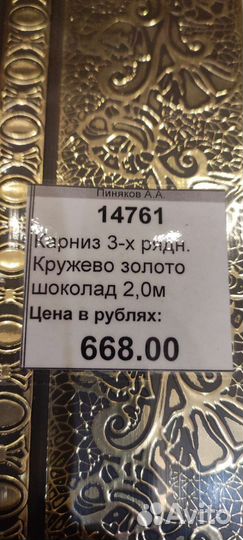 Пиняков А.А.
14761
Карниз 3-х рядн.
Кружево золото
шоколад 2,0м
Цена в рублях:
668.00
Avito